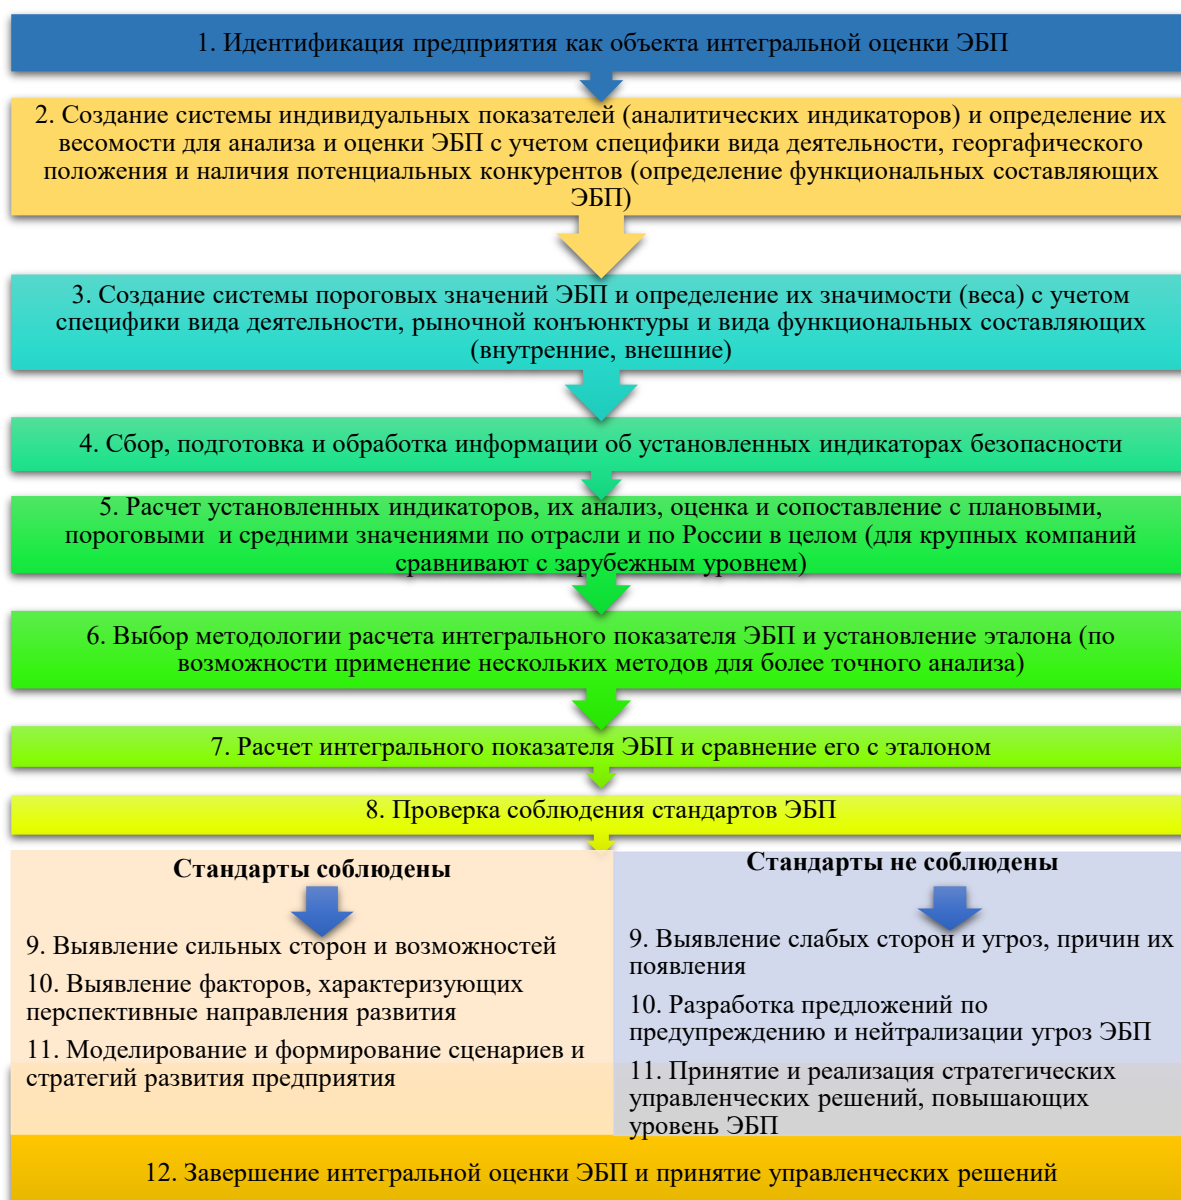 1. Идентификация предприятия как объекта интегральной оценки ЭБП
2. Создание системы индивидуальных показателей (аналитических индикаторов) и определение их
весомости для анализа и оценки ЭБП с учетом специфики вида деятельности, георгафического
положения и наличия потенциальных конкурентов (определение функциональных составляющих
ЭБП)
3. Создание системы пороговых значений ЭБП и определение их значимости (веса) с учетом
специфики вида деятельности, рыночной конъюнктуры и вида функциональных составляющих
(внутренние, внешние)
4. Сбор, подготовка и обработка информации об установленных индикаторах безопасности
5. Расчет установленных индикаторов, их анализ, оценка и сопоставление с плановыми,
пороговыми и средними значениями по отрасли и по России в целом (для крупных компаний
сравнивают с зарубежным уровнем)
6. Выбор методологии расчета интегрального показателя ЭБП и установление эталона (по
возможности применение нескольких методов для более точного анализа)
7. Расчет интегрального показателя ЭБП и сравнение его с эталоном
8. Проверка соблюдения стандартов ЭБП
Стандарты соблюдены
9. Выявление сильных сторон и возможностей
10. Выявление факторов, характеризующих
перспективные направления развития
11. Моделирование и формирование сценариев и
стратегий развития предприятия
Стандарты не соблюдены
9. Выявление слабых сторон и угроз, причин их
появления
10. Разработка предложений по
предупреждению и нейтрализации угроз ЭБП
11. Принятие и реализация стратегических
управленческих решений, повышающих
уровень ЭБП
12. Завершение интегральной оценки ЭБП и принятие управленческих решений